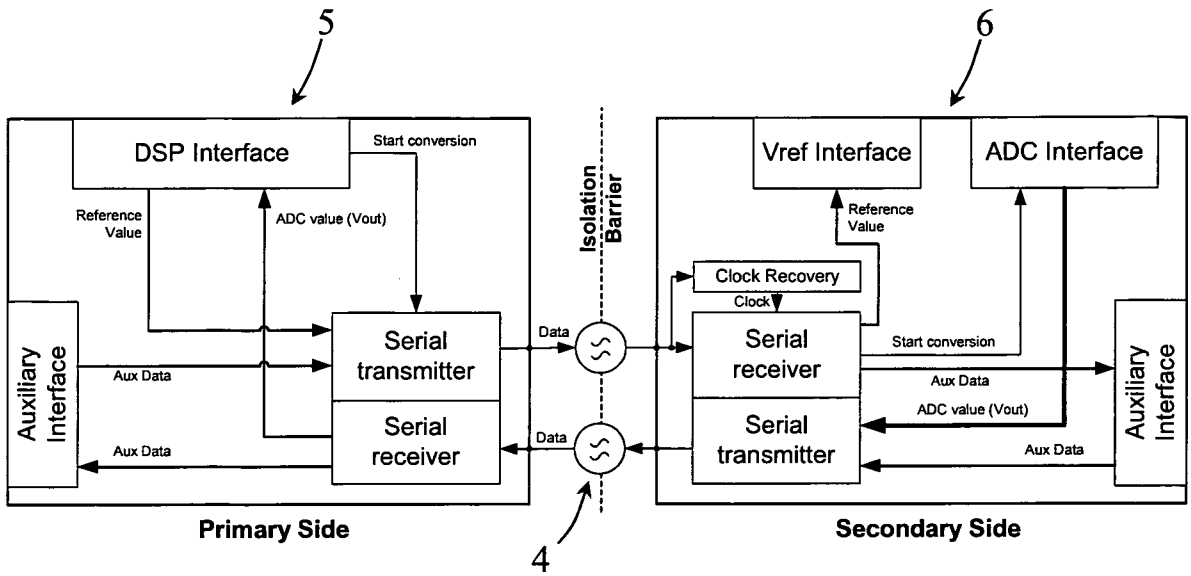 5
6
DSP Interface
Start conversion
Reference
Value
ADC value (Vout)
Auxiliary
Interface
Aux Data
Aux Data
Serial
transmitter
Serial
receiver
Data
Data
Isolation
Barrier
Vref Interface
ADC Interface
Reference
Value
Clock Recovery
Clock
Serial
receiver
Serial
transmitter
Start conversion
Aux Data
ADC value (Vout)
Aux Data
Auxiliary
Interface
Primary Side
Secondary Side
4